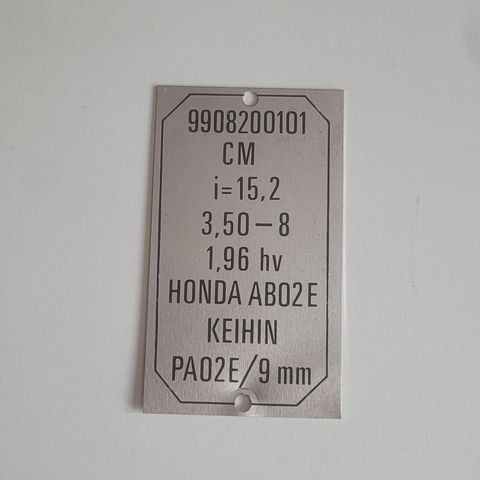 9908200101
CM
i=15,2
3,50-8
1,96 hv
HONDA AB02E
KEIHIN
PA02E/9 mm